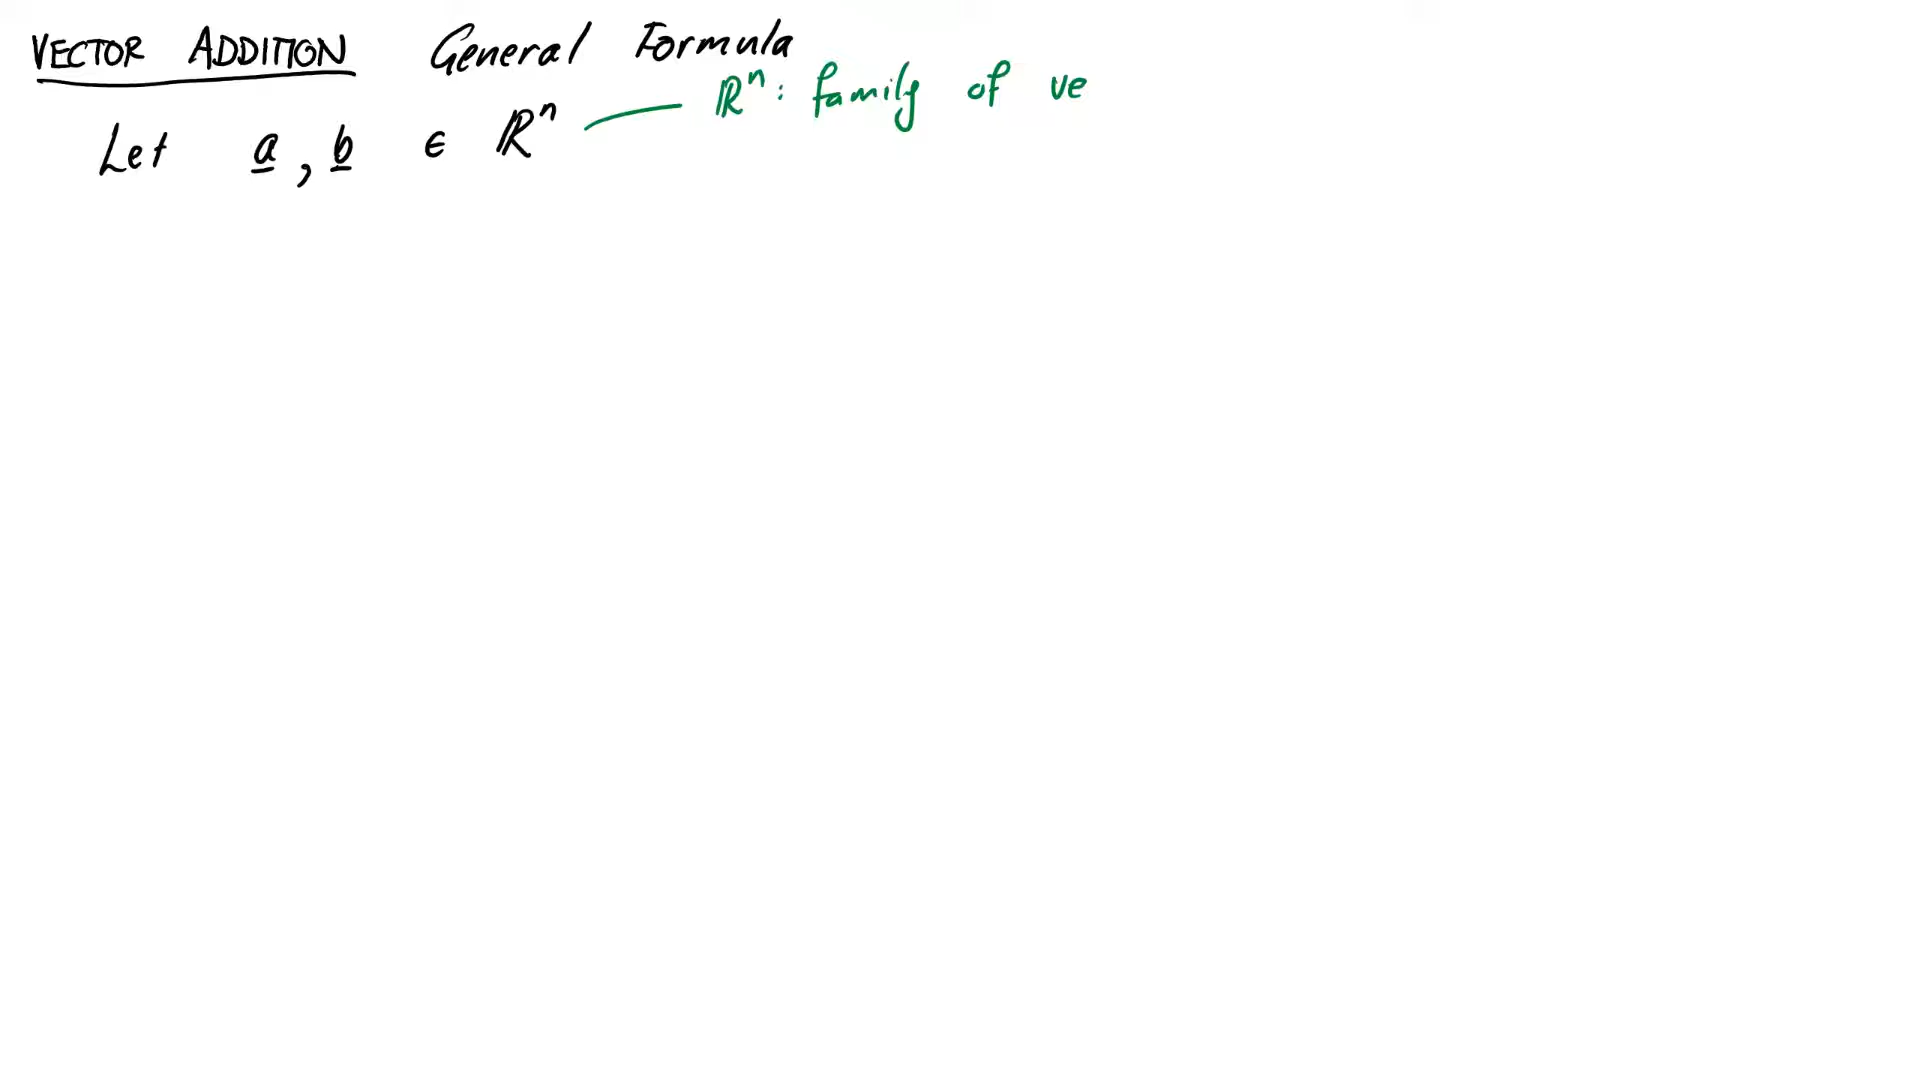 VECTOR ADDITION General Formula
Let a, b ∈ ℝⁿ ℝⁿ: family of ve